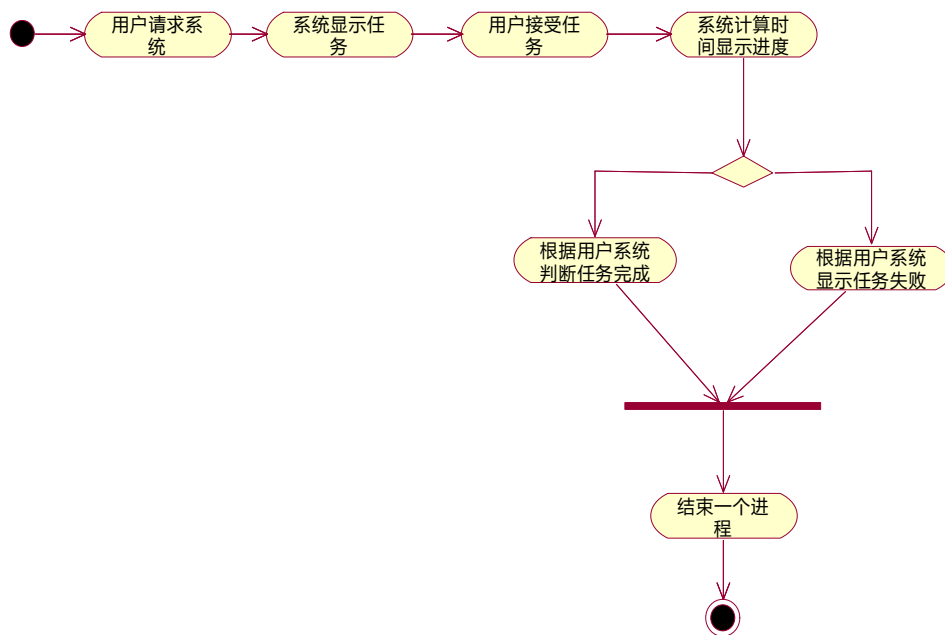 用户请求系
统
系统显示任
务
用户接受任
务
系统计算时
间显示进度
根据用户系统
判断任务完成
根据用户系统
显示任务失败
结束一个进
程